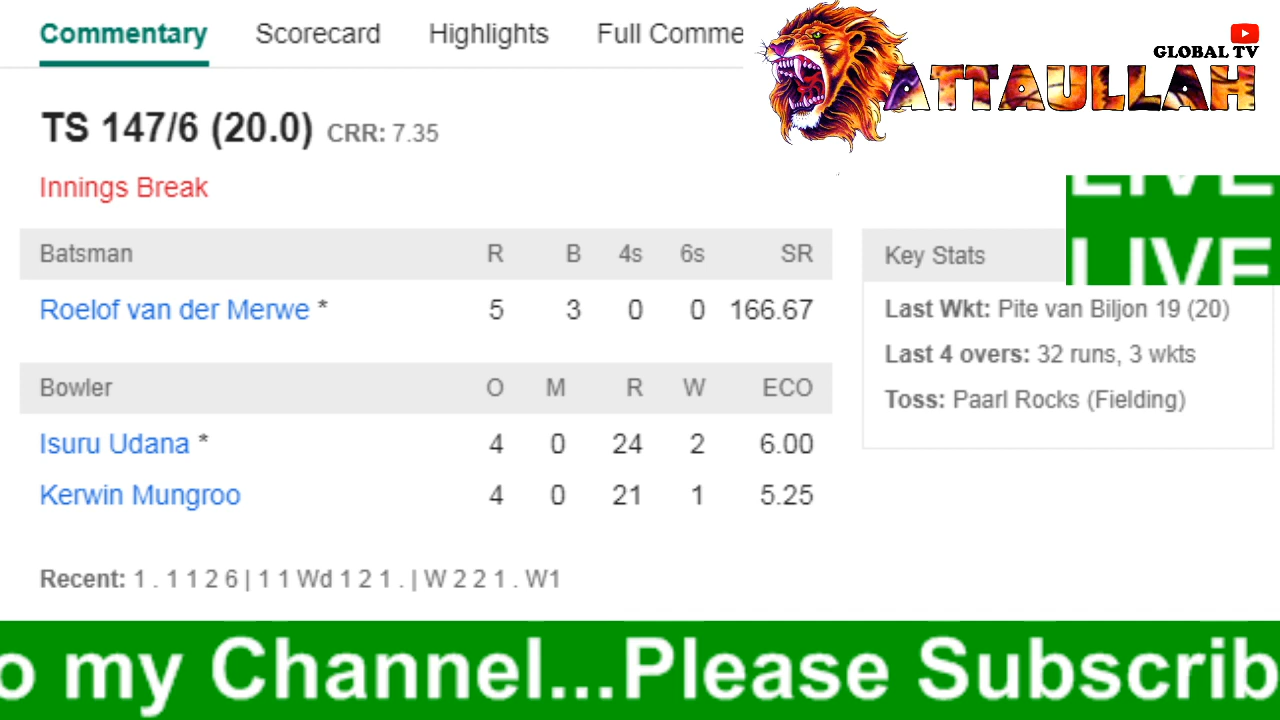 Commentary Scorecard Highlights Full Comme
GLOBAL TV
ATTAULLAH
TS 147/6 (20.0) CRR: 7.35
Innings Break
LIVE
LIVE
Batsman R B 4s 6s SR
Roelof van der Merwe * 5 3 0 0 166.67
Bowler O M R W ECO
Isuru Udana * 4 0 24 2 6.00
Kerwin Mungroo 4 0 21 1 5.25
Recent: 1 . 1 1 2 6 | 1 1 Wd 1 2 1 . | W 2 2 1 . W1
Key Stats
Last Wkt: Pite van Biljon 19 (20)
Last 4 overs: 32 runs, 3 wkts
Toss: Paarl Rocks (Fielding)
o my Channel...Please Subscrib